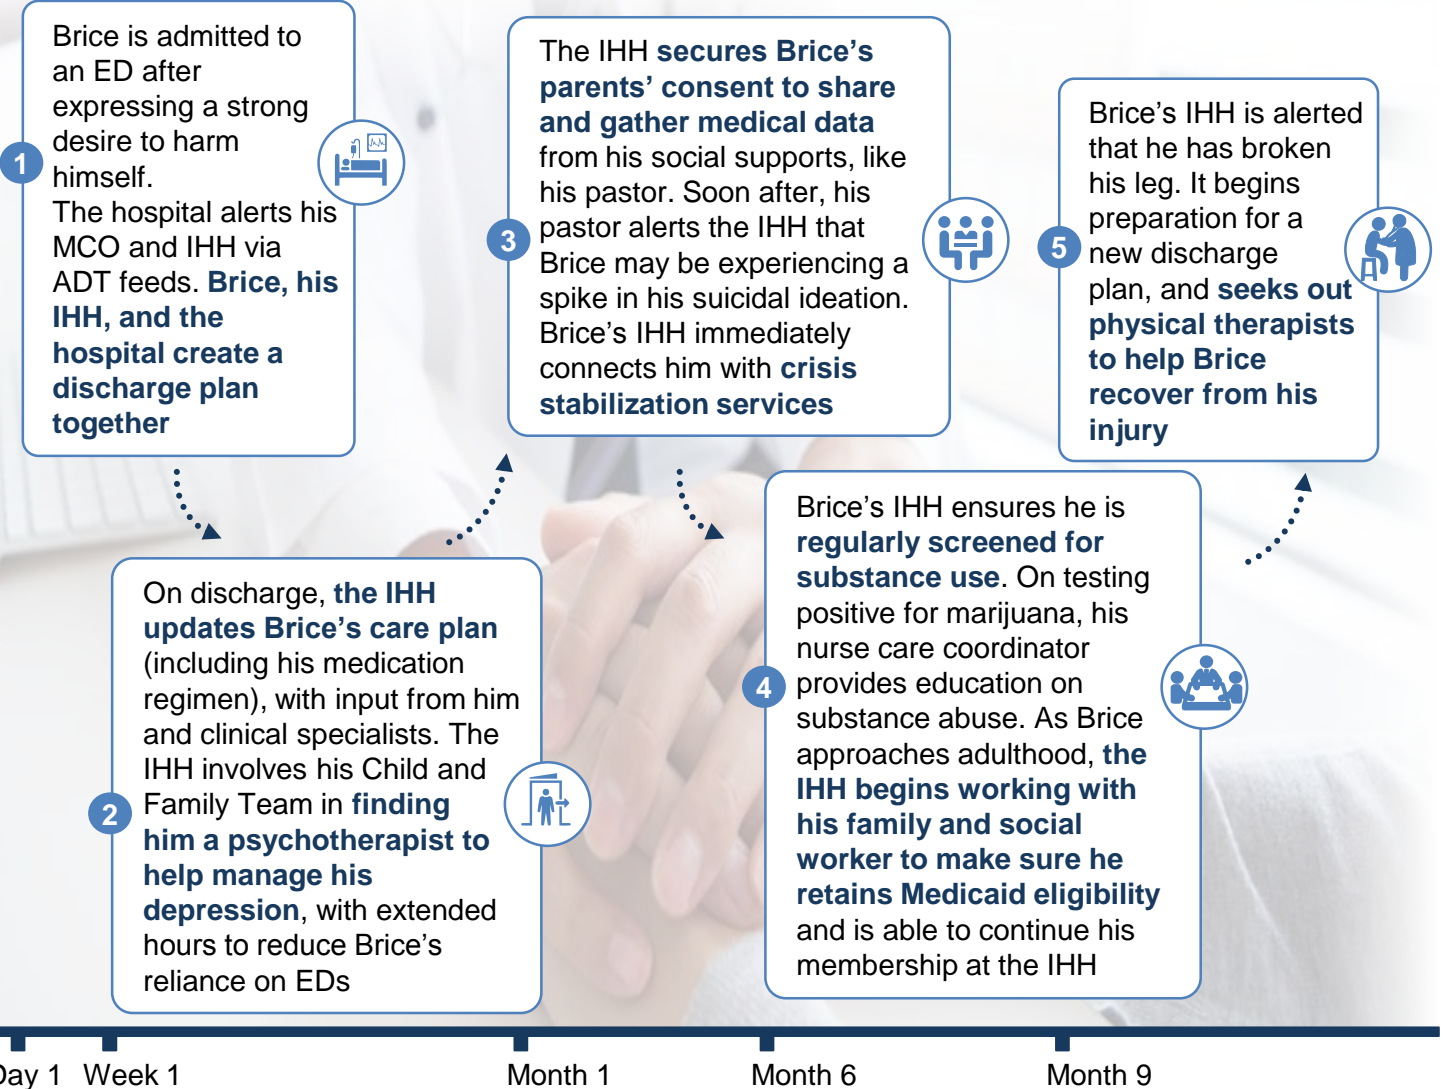 1
Brice is admitted to
an ED after
expressing a strong
desire to harm
himself.
The hospital alerts his
MCO and IHH via
ADT feeds. Brice, his
IHH, and the
hospital create a
discharge plan
together
2
On discharge, the IHH
updates Brice’s care plan
(including his medication
regimen), with input from him
and clinical specialists. The
IHH involves his Child and
Family Team in finding
him a psychotherapist to
help manage his
depression, with extended
hours to reduce Brice’s
reliance on EDs
3
The IHH secures Brice’s
parents’ consent to share
and gather medical data
from his social supports, like
his pastor. Soon after, his
pastor alerts the IHH that
Brice may be experiencing a
spike in his suicidal ideation.
Brice’s IHH immediately
connects him with crisis
stabilization services
4
Brice’s IHH ensures he is
regularly screened for
substance use. On testing
positive for marijuana, his
nurse care coordinator
provides education on
substance abuse. As Brice
approaches adulthood, the
IHH begins working with
his family and social
worker to make sure he
retains Medicaid eligibility
and is able to continue his
membership at the IHH
5
Brice’s IHH is alerted
that he has broken
his leg. It begins
preparation for a
new discharge
plan, and seeks out
physical therapists
to help Brice
recover from his
injury
Day 1 Week 1 Month 1 Month 6 Month 9